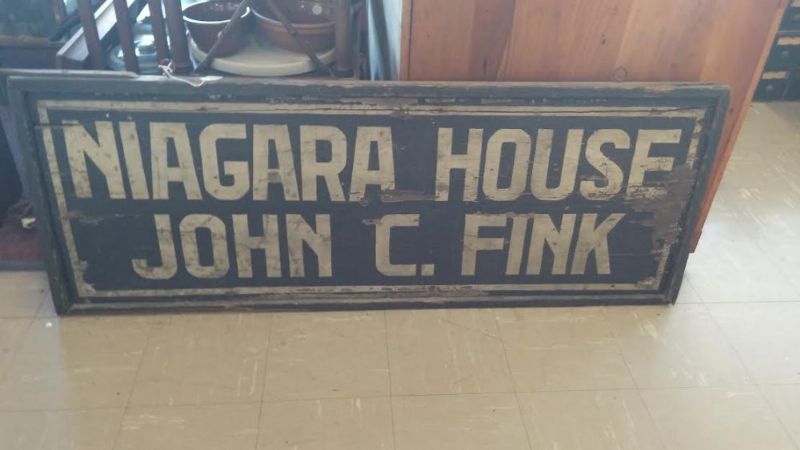 NIAGARA HOUSE
JOHN C. FINK